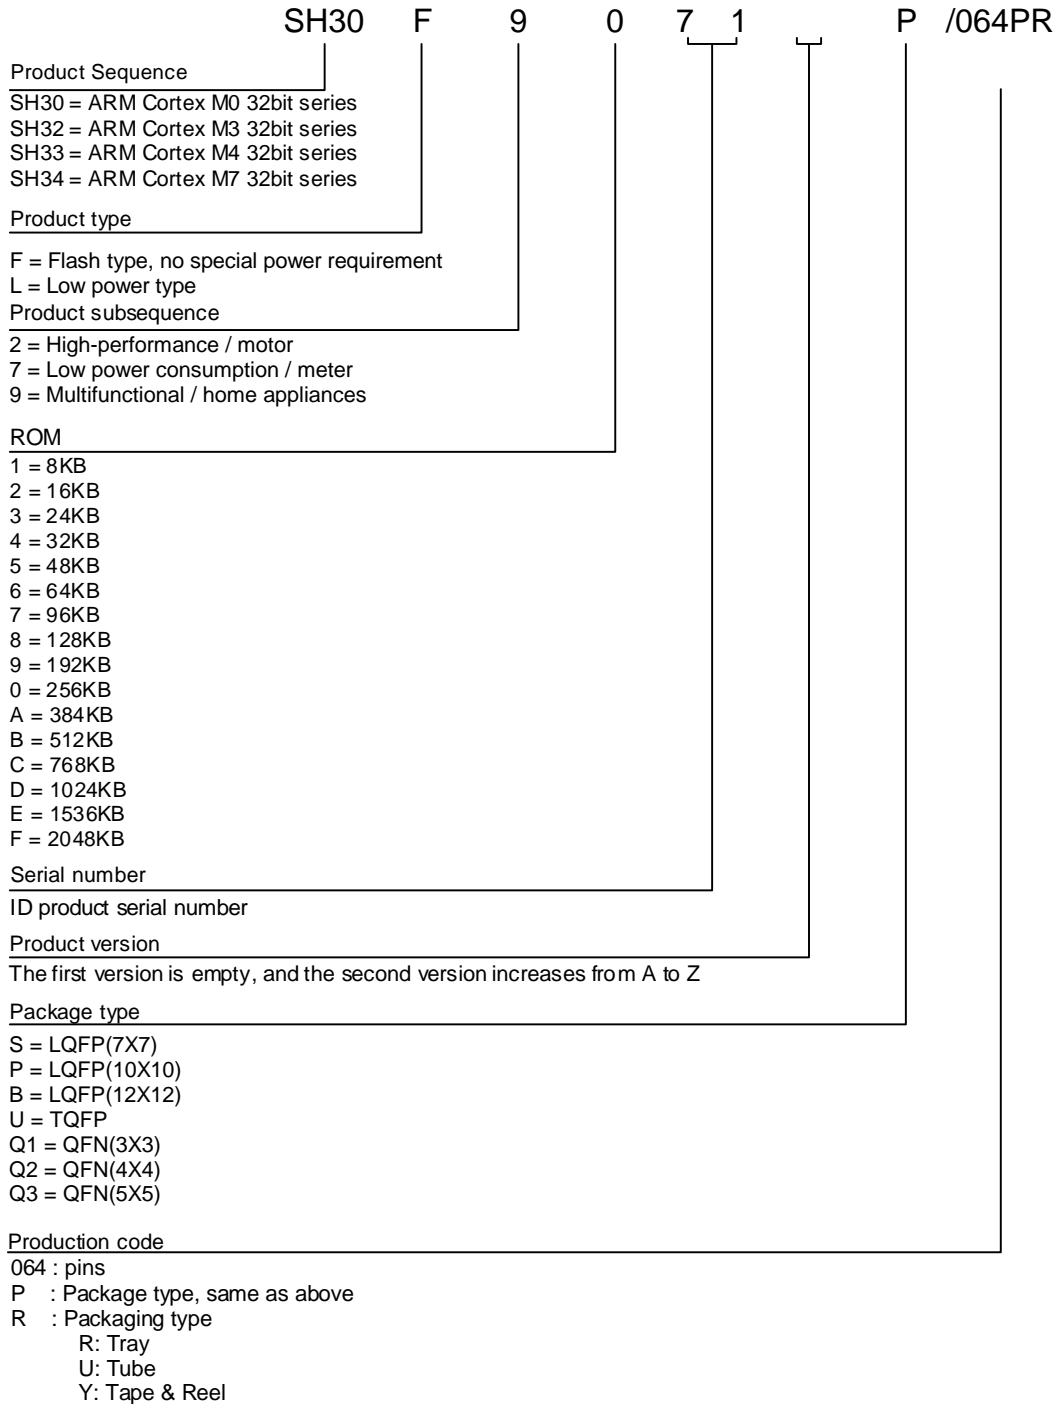 SH30 F 9 0 7 1 P /064PR
Product Sequence
SH30 = ARM Cortex M0 32bit series
SH32 = ARM Cortex M3 32bit series
SH33 = ARM Cortex M4 32bit series
SH34 = ARM Cortex M7 32bit series
Product type
F = Flash type, no special power requirement
L = Low power type
Product subsequence
2 = High-performance / motor
7 = Low power consumption / meter
9 = Multifunctional / home appliances
ROM
1 = 8KB
2 = 16KB
3 = 24KB
4 = 32KB
5 = 48KB
6 = 64KB
7 = 96KB
8 = 128KB
9 = 192KB
0 = 256KB
A = 384KB
B = 512KB
C = 768KB
D = 1024KB
E = 1536KB
F = 2048KB
Serial number
ID product serial number
Product version
The first version is empty, and the second version increases from A to Z
Package type
S = LQFP(7X7)
P = LQFP(10X10)
B = LQFP(12X12)
U = TQFP
Q1 = QFN(3X3)
Q2 = QFN(4X4)
Q3 = QFN(5X5)
Production code
064 : pins
P : Package type, same as above
R : Packaging type
R: Tray
U: Tube
Y: Tape & Reel